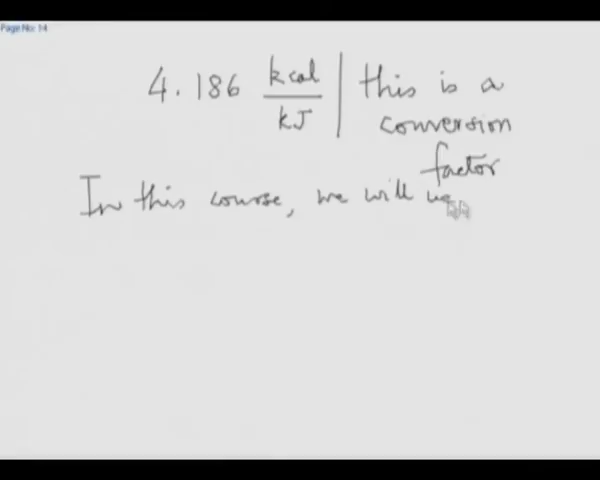 Page No: 14
4.186 kcal/kJ | this is a
conversion
factor
In this course, we will